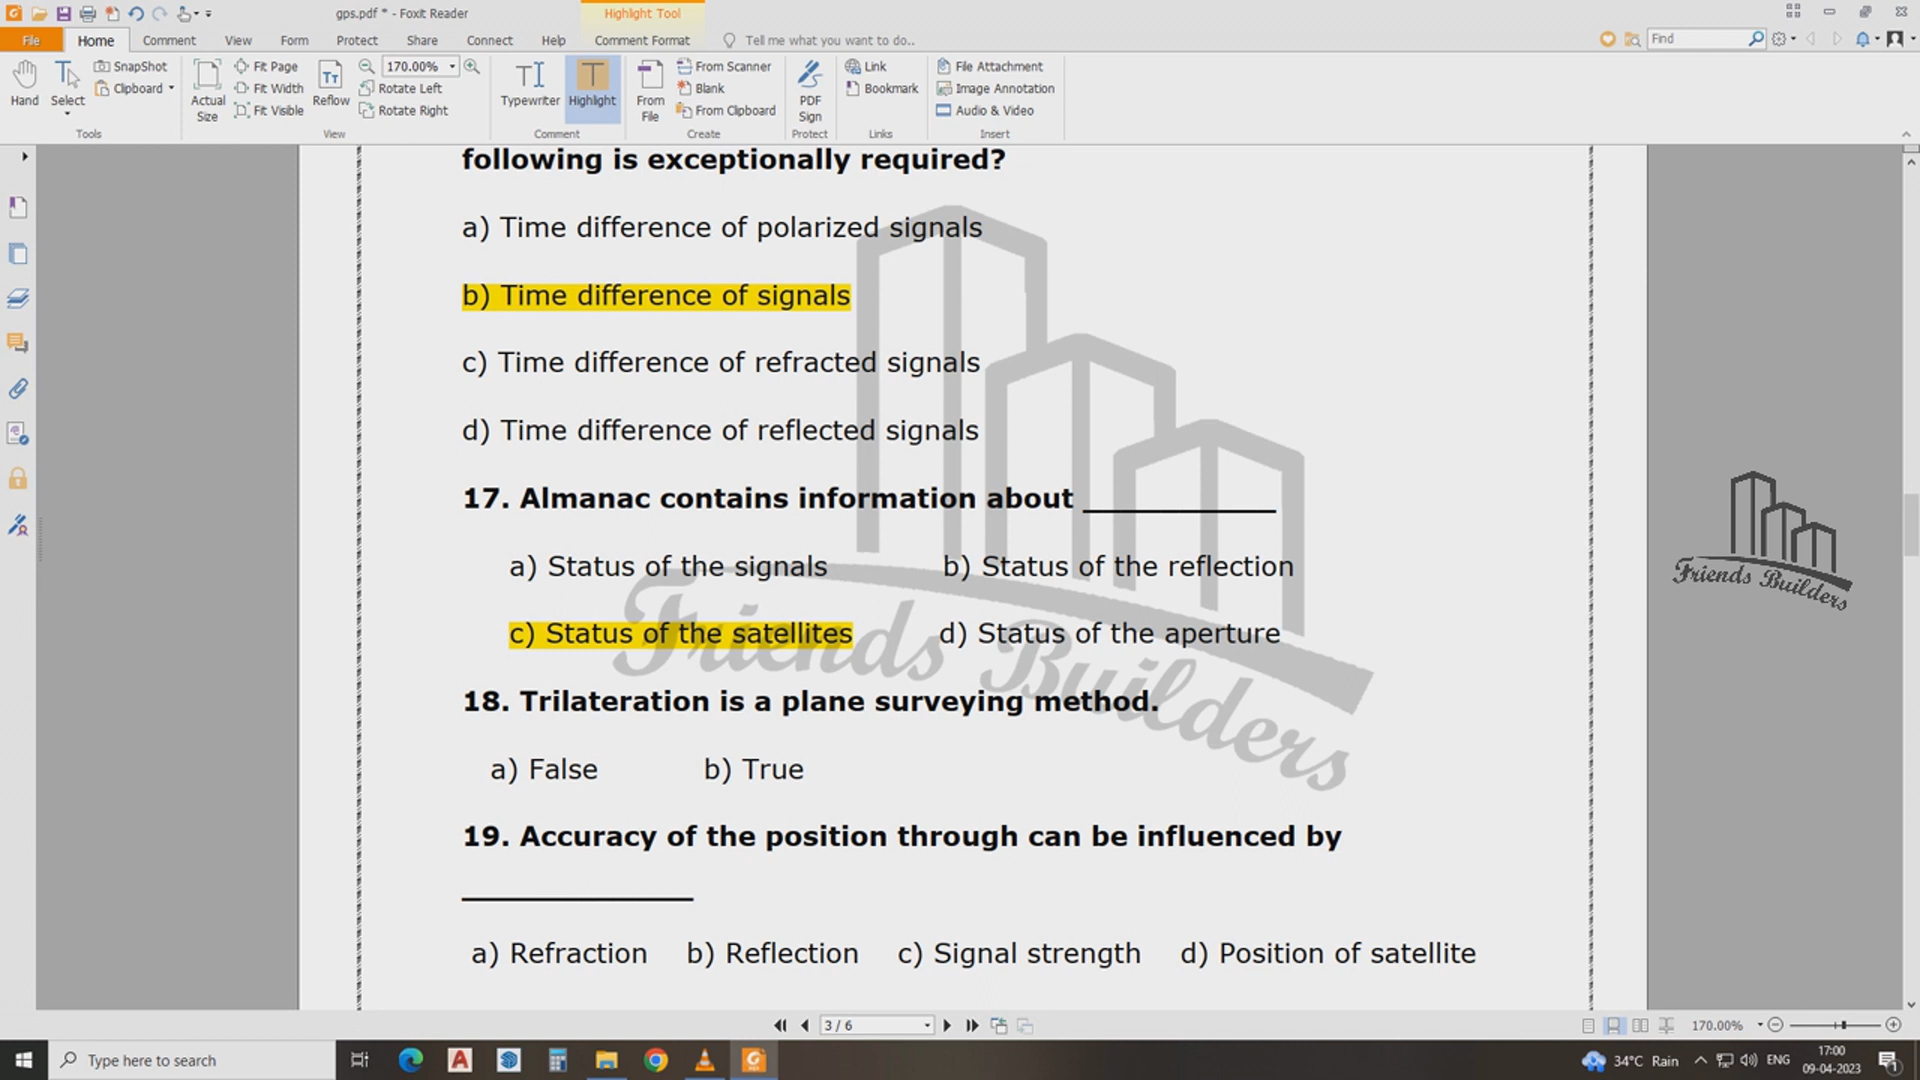 gps.pdf * - Foxit Reader
Highlight Tool
File
Home
Comment
View
Form
Protect
Share
Connect
Help
Comment Format
Tell me what you want to do..
Find
Hand
Select
SnapShot
Clipboard
Tools
Actual Size
Fit Page
Fit Width
Fit Visible
Reflow
170.00%
Rotate Left
Rotate Right
View
Typewriter
Highlight
Comment
From File
From Scanner
Blank
From Clipboard
Create
PDF Sign
Protect
Link
Bookmark
Links
File Attachment
Image Annotation
Audio & Video
Insert
following is exceptionally required?
a) Time difference of polarized signals
b) Time difference of signals
c) Time difference of refracted signals
d) Time difference of reflected signals
17. Almanac contains information about ____________
a) Status of the signals b) Status of the reflection
c) Status of the satellites d) Status of the aperture
18. Trilateration is a plane surveying method.
a) False b) True
19. Accuracy of the position through can be influenced by
______________
a) Refraction b) Reflection c) Signal strength d) Position of satellite
Friends Builders
Friends Builders
3 / 6
170.00%
Type here to search
34°C Rain
ENG
17:00
09-04-2023
1